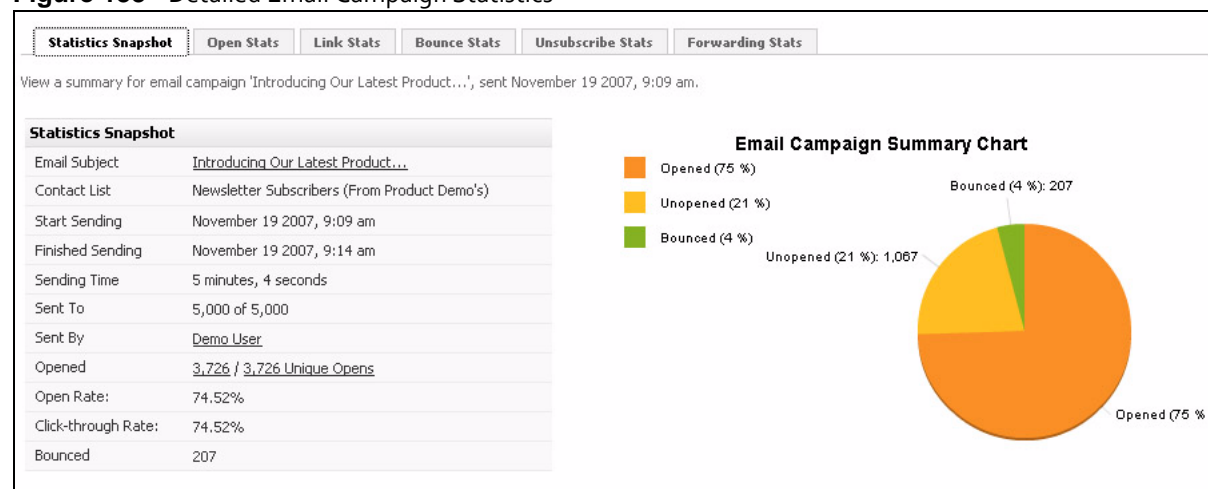 Detailed Email Campaign Statistics
Statistics Snapshot Open Stats Link Stats Bounce Stats Unsubscribe Stats Forwarding Stats
View a summary for email campaign 'Introducing Our Latest Product...', sent November 19 2007, 9:09 am.
Statistics Snapshot
Email Subject Introducing Our Latest Product...
Contact List Newsletter Subscribers (From Product Demo's)
Start Sending November 19 2007, 9:09 am
Finished Sending November 19 2007, 9:14 am
Sending Time 5 minutes, 4 seconds
Sent To 5,000 of 5,000
Sent By Demo User
Opened 3,726 / 3,726 Unique Opens
Open Rate: 74.52%
Click-through Rate: 74.52%
Bounced 207
Email Campaign Summary Chart
Opened (75 %)
Unopened (21 %)
Bounced (4 %)
Bounced (4 %): 207
Unopened (21 %): 1,067
Opened (75 %